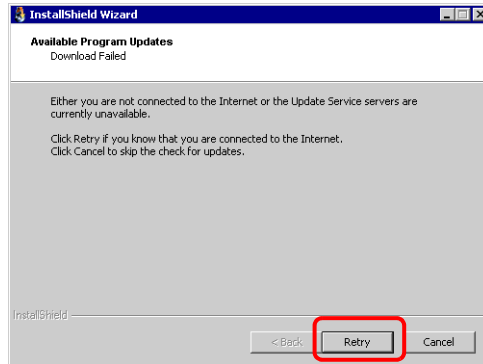 InstallShield Wizard
Available Program Updates
Download Failed
Either you are not connected to the Internet or the Update Service servers are
currently unavailable.
Click Retry if you know that you are connected to the Internet.
Click Cancel to skip the check for updates.
InstallShield
< Back Retry Cancel